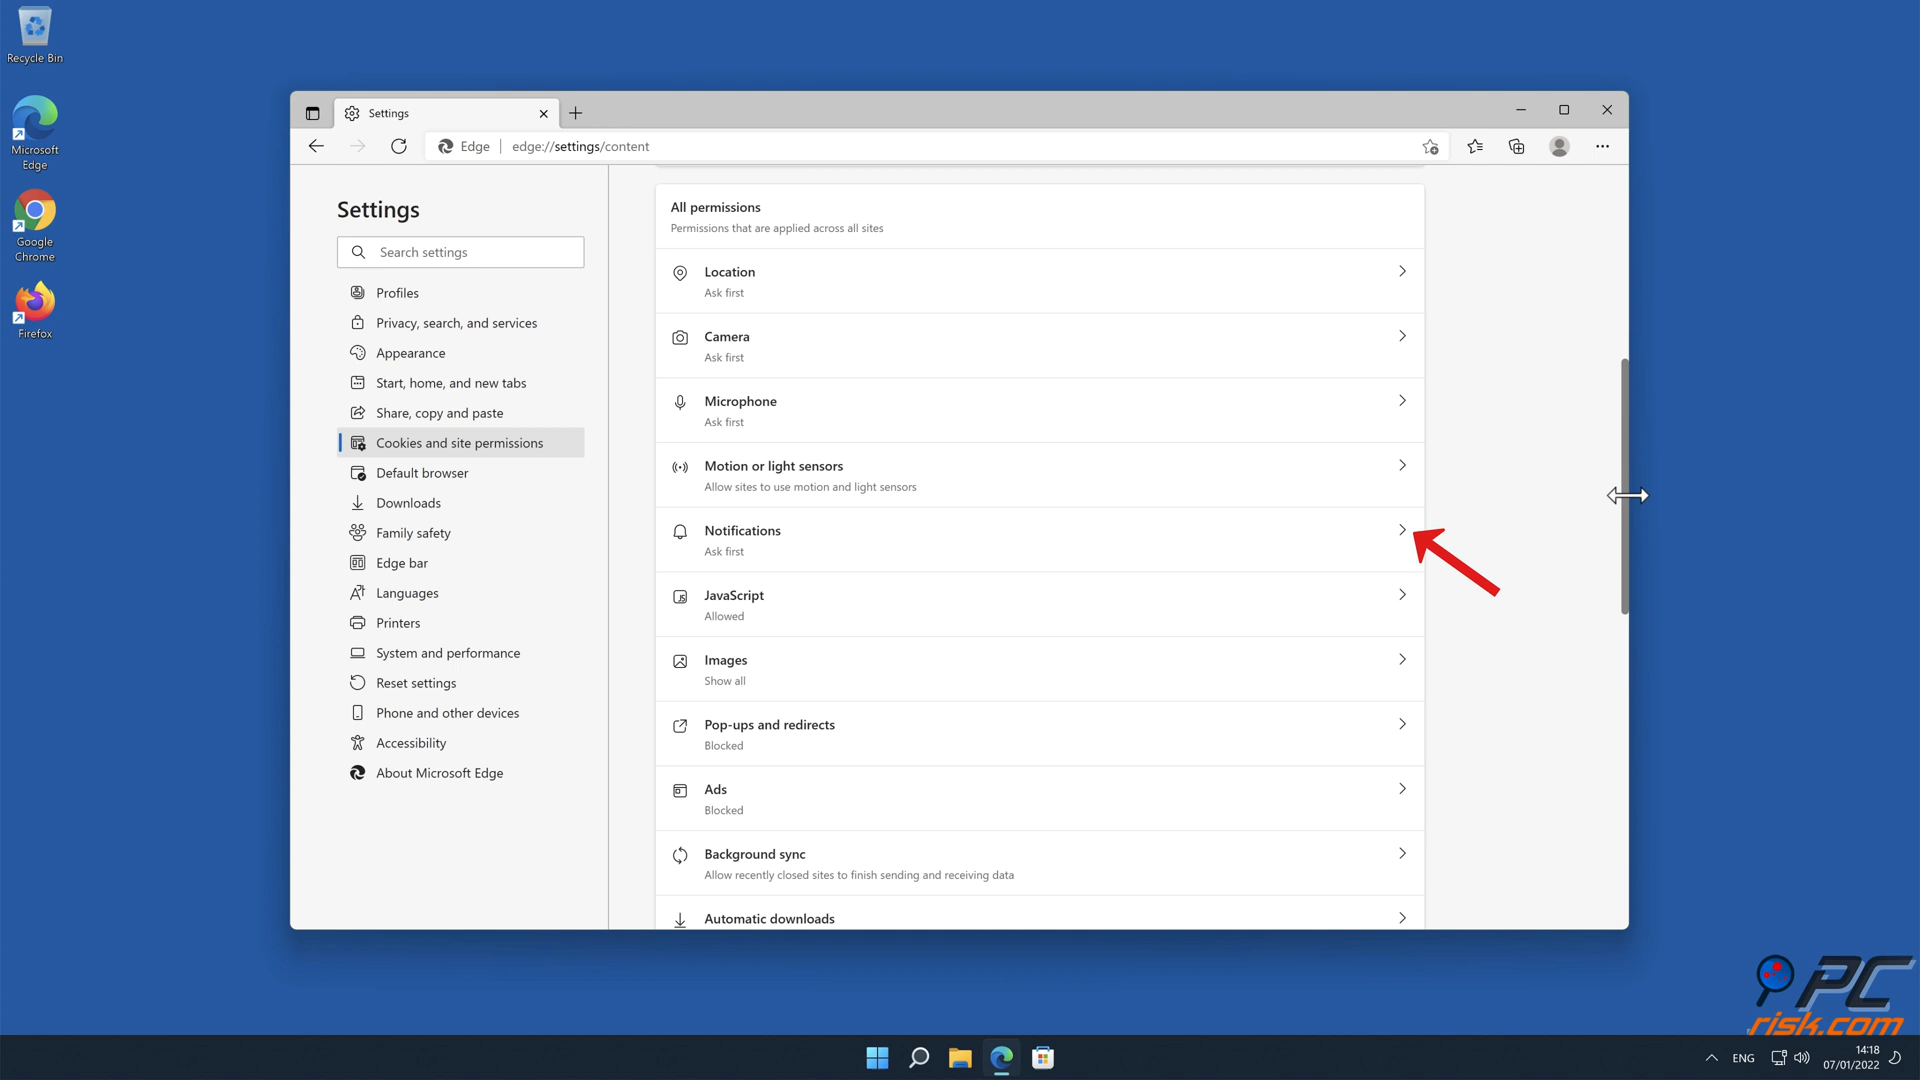 Recycle Bin
Microsoft
Edge
Google
Chrome
Firefox
Settings
Edge
edge://settings/content
Settings
Search settings
Profiles
Privacy, search, and services
Appearance
Start, home, and new tabs
Share, copy and paste
Cookies and site permissions
Default browser
Downloads
Family safety
Edge bar
Languages
Printers
System and performance
Reset settings
Phone and other devices
Accessibility
About Microsoft Edge
All permissions
Permissions that are applied across all sites
Location
Ask first
Camera
Ask first
Microphone
Ask first
Motion or light sensors
Allow sites to use motion and light sensors
Notifications
Ask first
JavaScript
Allowed
Images
Show all
Pop-ups and redirects
Blocked
Ads
Blocked
Background sync
Allow recently closed sites to finish sending and receiving data
Automatic downloads
PC
risk.com
ENG
14:18
07/01/2022